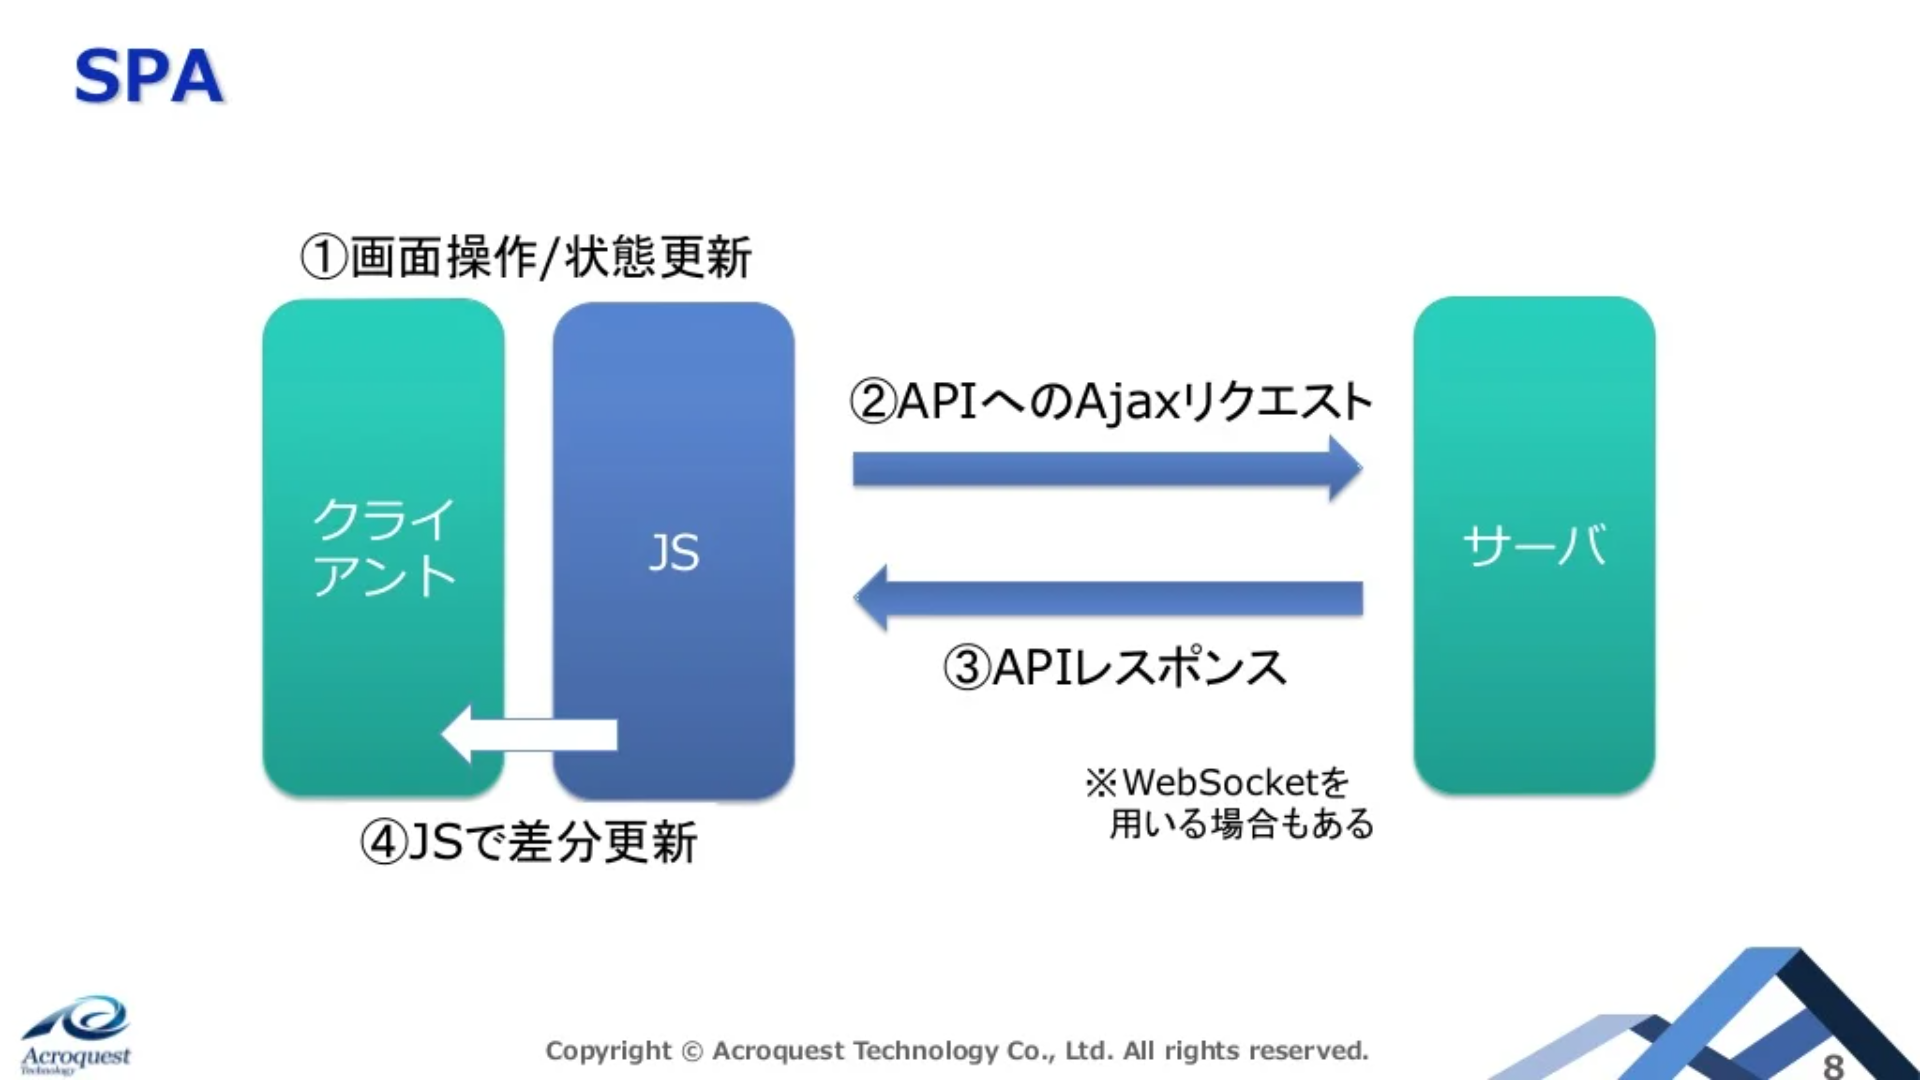 SPA
①画面操作/状態更新
②APIへのAjaxリクエスト
クライ
アント
JS
サーバ
③APIレスポンス
※WebSocketを
用いる場合もある
④JSで差分更新
Acroquest
Technology
Copyright © Acroquest Technology Co., Ltd. All rights reserved.
8